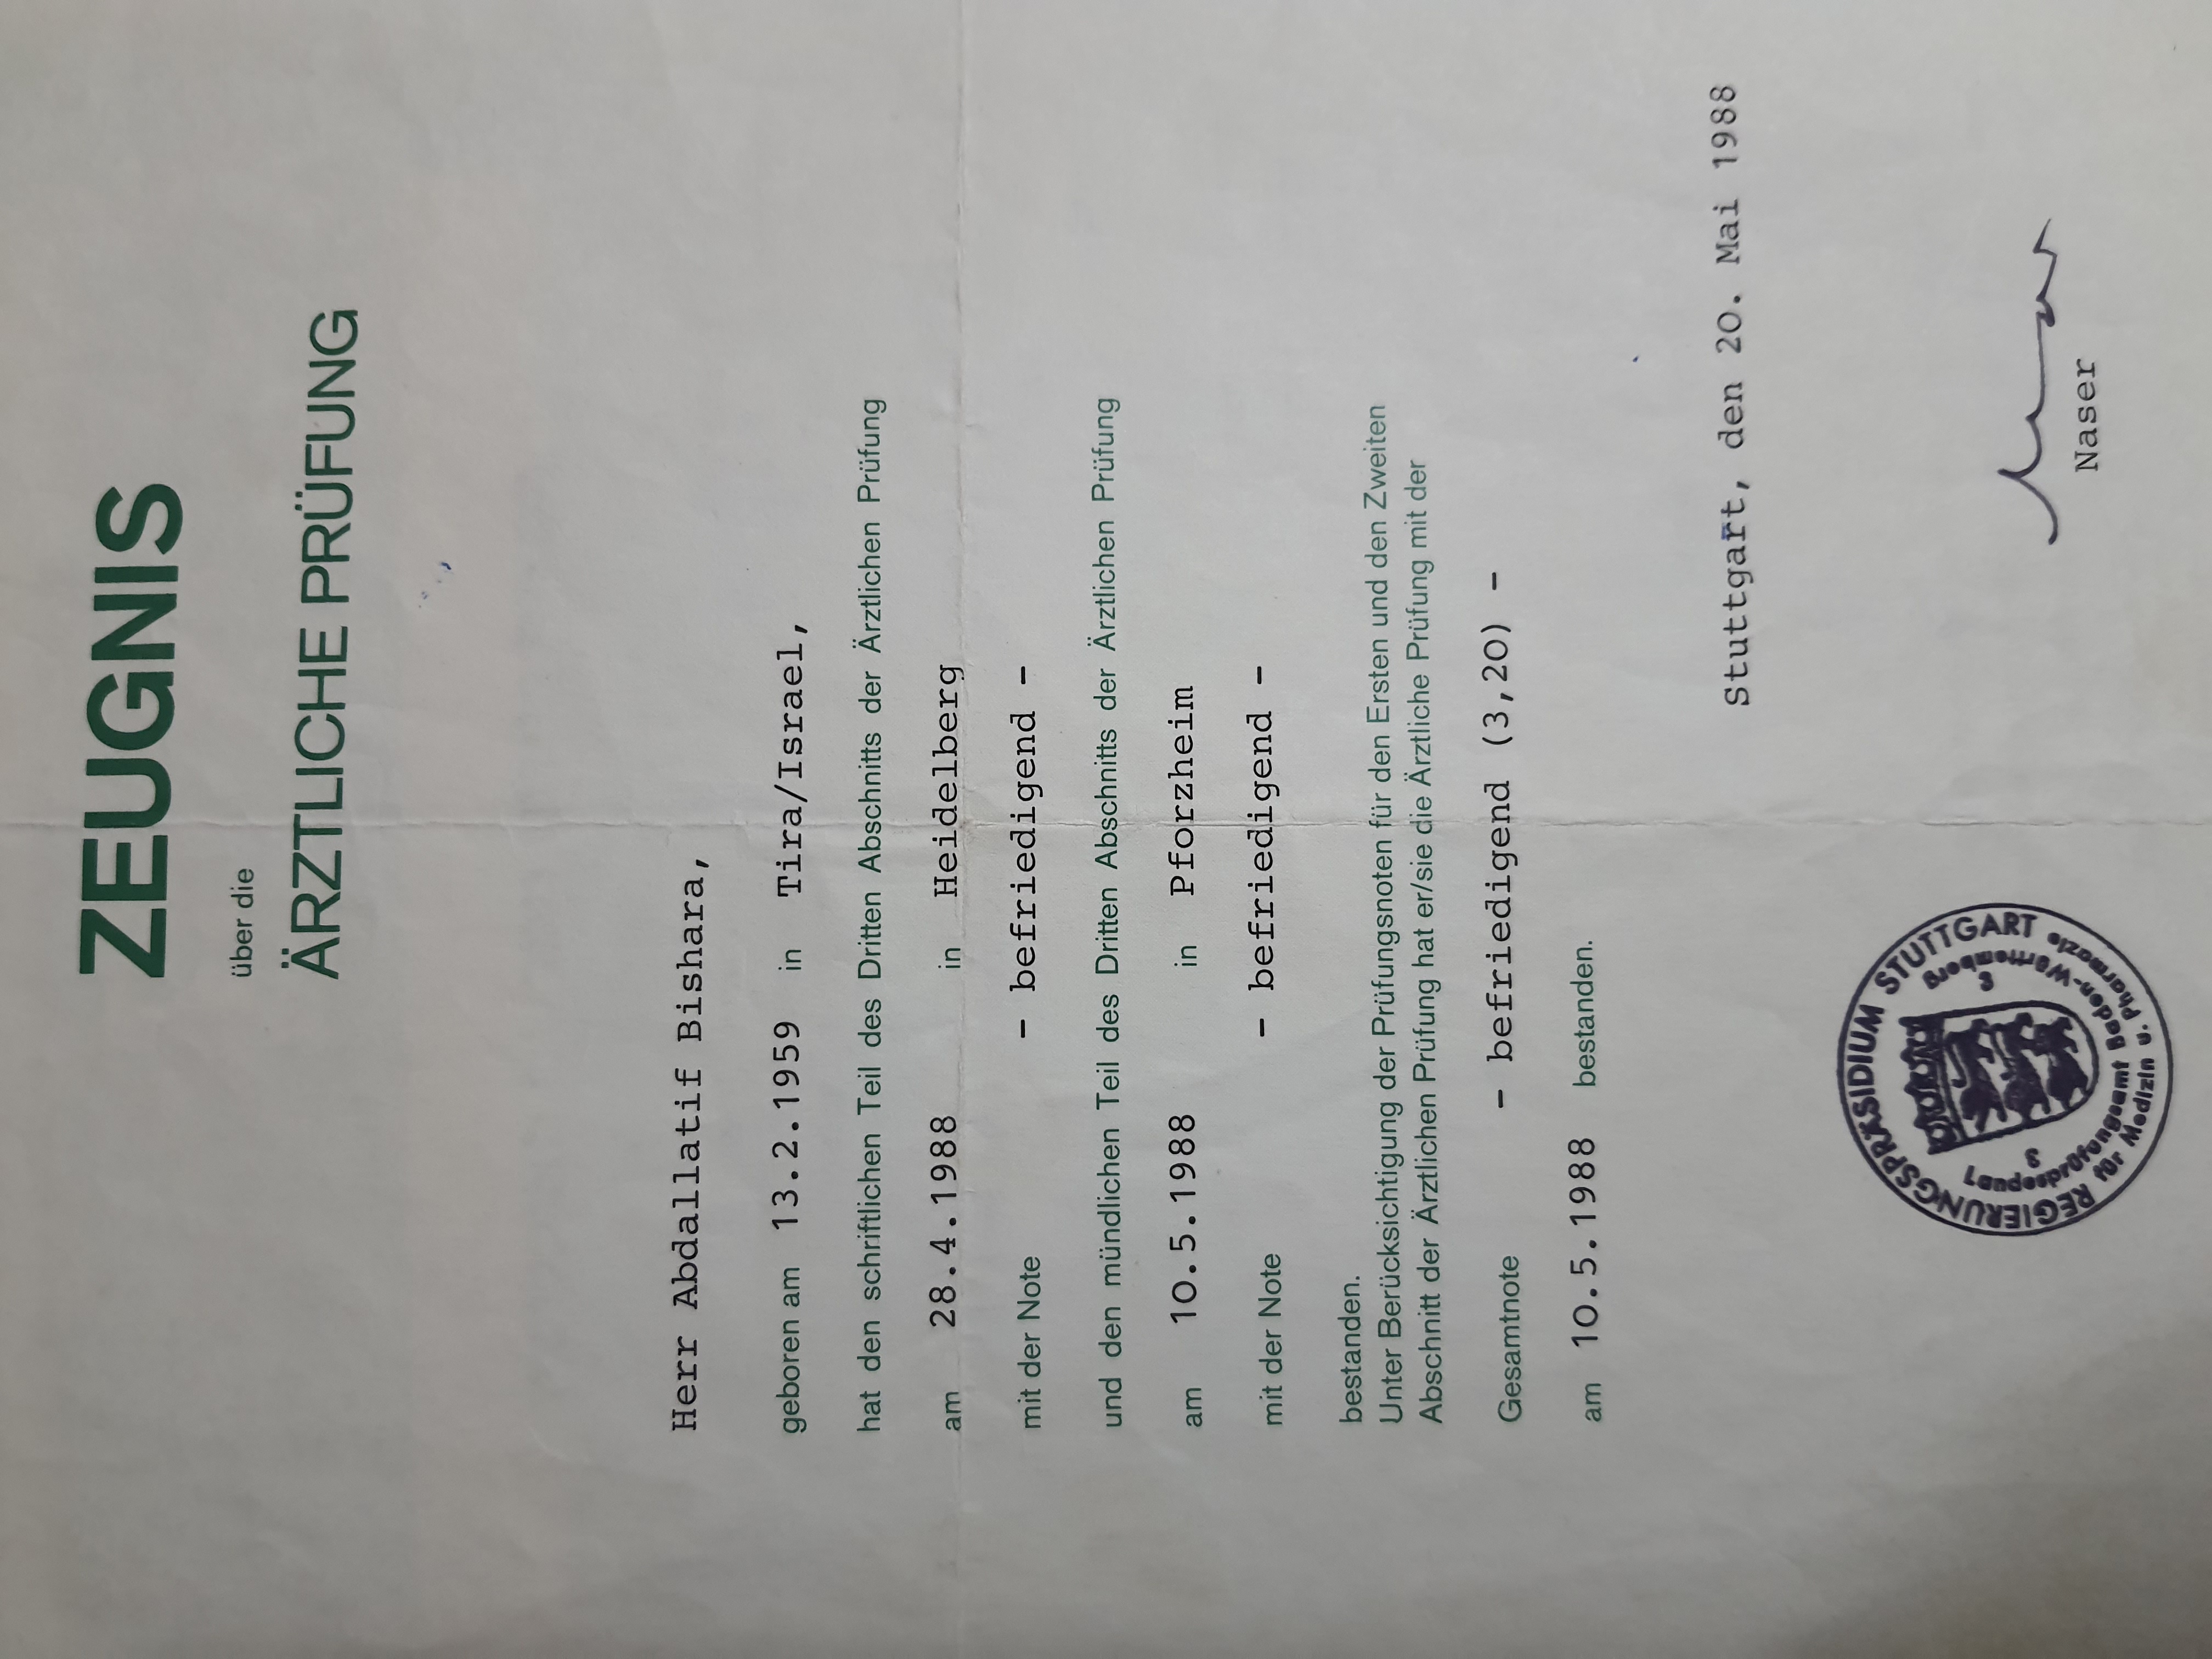 ZEUGNIS
über die
ÄRZTLICHE PRÜFUNG
Herr Abdallatif Bishara,
geboren am 13.2.1959 in Tira/Israel,
hat den schriftlichen Teil des Dritten Abschnitts der Ärztlichen Prüfung
am 28.4.1988 in Heidelberg
mit der Note - befriedigend -
und den mündlichen Teil des Dritten Abschnitts der Ärztlichen Prüfung
am 10.5.1988 in Pforzheim
mit der Note - befriedigend -
bestanden.
Unter Berücksichtigung der Prüfungsnoten für den Ersten und den Zweiten
Abschnitt der Ärztlichen Prüfung hat er/sie die Ärztliche Prüfung mit der
Gesamtnote - befriedigend (3,20) -
am 10.5.1988 bestanden.
Stuttgart, den 20. Mai 1988
REGIERUNGSPRÄSIDIUM STUTTGART
Landesprüfungsamt Baden-Württemberg
für Medizin u. Pharmazie
3
3
Naser